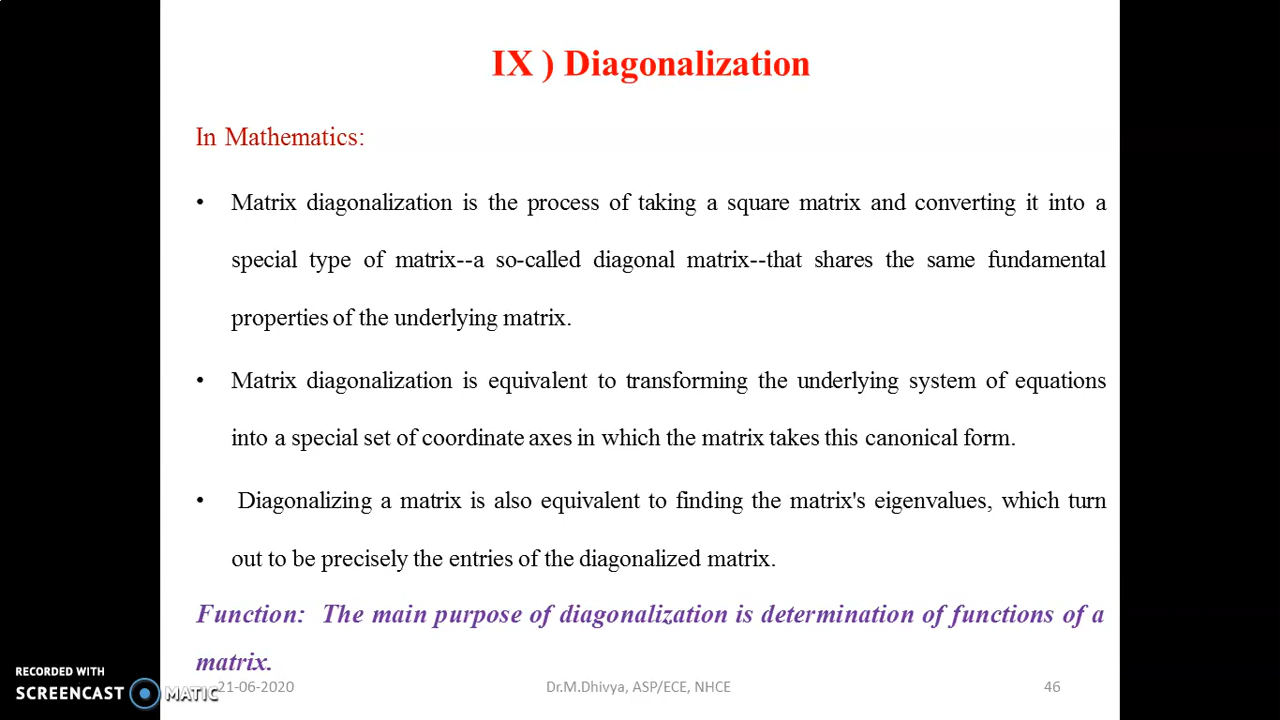 IX ) Diagonalization
In Mathematics:
• Matrix diagonalization is the process of taking a square matrix and converting it into a
special type of matrix--a so-called diagonal matrix--that shares the same fundamental
properties of the underlying matrix.
• Matrix diagonalization is equivalent to transforming the underlying system of equations
into a special set of coordinate axes in which the matrix takes this canonical form.
• Diagonalizing a matrix is also equivalent to finding the matrix's eigenvalues, which turn
out to be precisely the entries of the diagonalized matrix.
Function: The main purpose of diagonalization is determination of functions of a
matrix.
RECORDED WITH
SCREENCAST MATIC
21-06-2020 Dr.M.Dhivya, ASP/ECE, NHCE 46